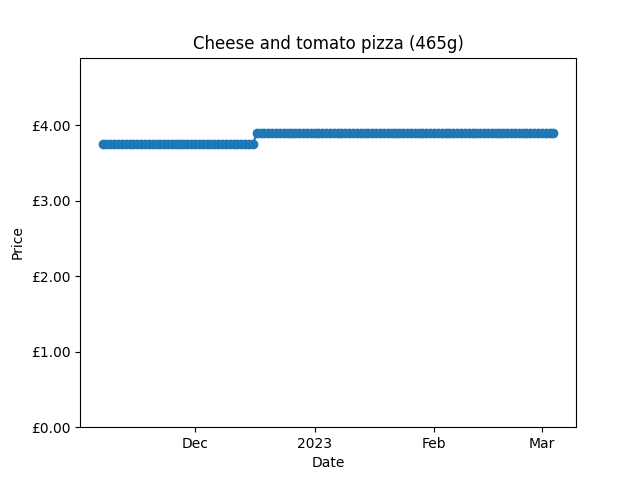 Cheese and tomato pizza (465g)
Price
£4.00
£3.00
£2.00
£1.00
£0.00
Dec
2023
Feb
Mar
Date